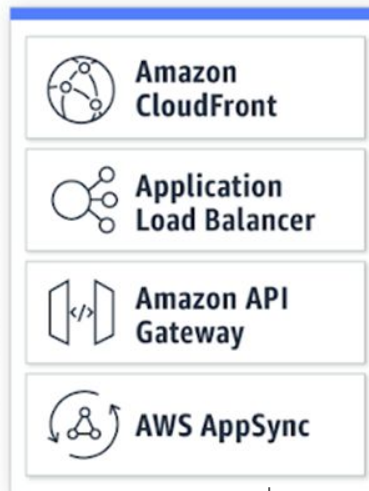 Amazon
CloudFront
Application
Load Balancer
Amazon API
</>
Gateway
AWS AppSync